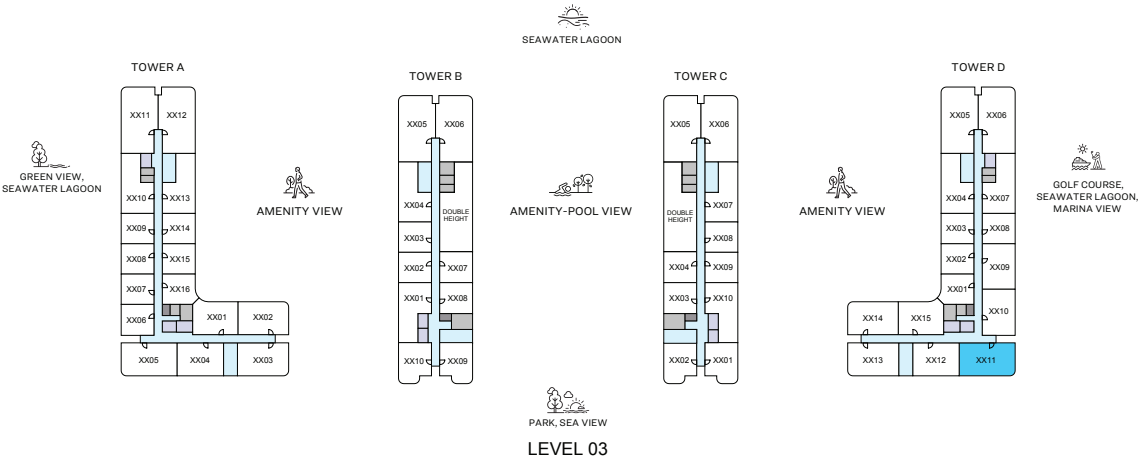 SEAWATER LAGOON
TOWER A
TOWER B
TOWER C
TOWER D
XX11
XX12
XX05
XX06
XX05
XX06
XX05
XX06
GREEN VIEW,
SEAWATER LAGOON
GOLF COURSE,
SEAWATER LAGOON,
MARINA VIEW
AMENITY VIEW
AMENITY-POOL VIEW
AMENITY VIEW
XX10
XX13
XX09
XX14
XX08
XX15
XX07
XX16
XX06
XX01
XX02
XX05
XX04
XX03
XX04
DOUBLE
HEIGHT
XX03
XX02
XX07
XX01
XX08
XX10
XX09
DOUBLE
HEIGHT
XX07
XX08
XX04
XX09
XX03
XX10
XX02
XX01
XX04
XX07
XX03
XX08
XX02
XX09
XX01
XX10
XX14
XX15
XX13
XX12
XX11
PARK, SEA VIEW
LEVEL 03